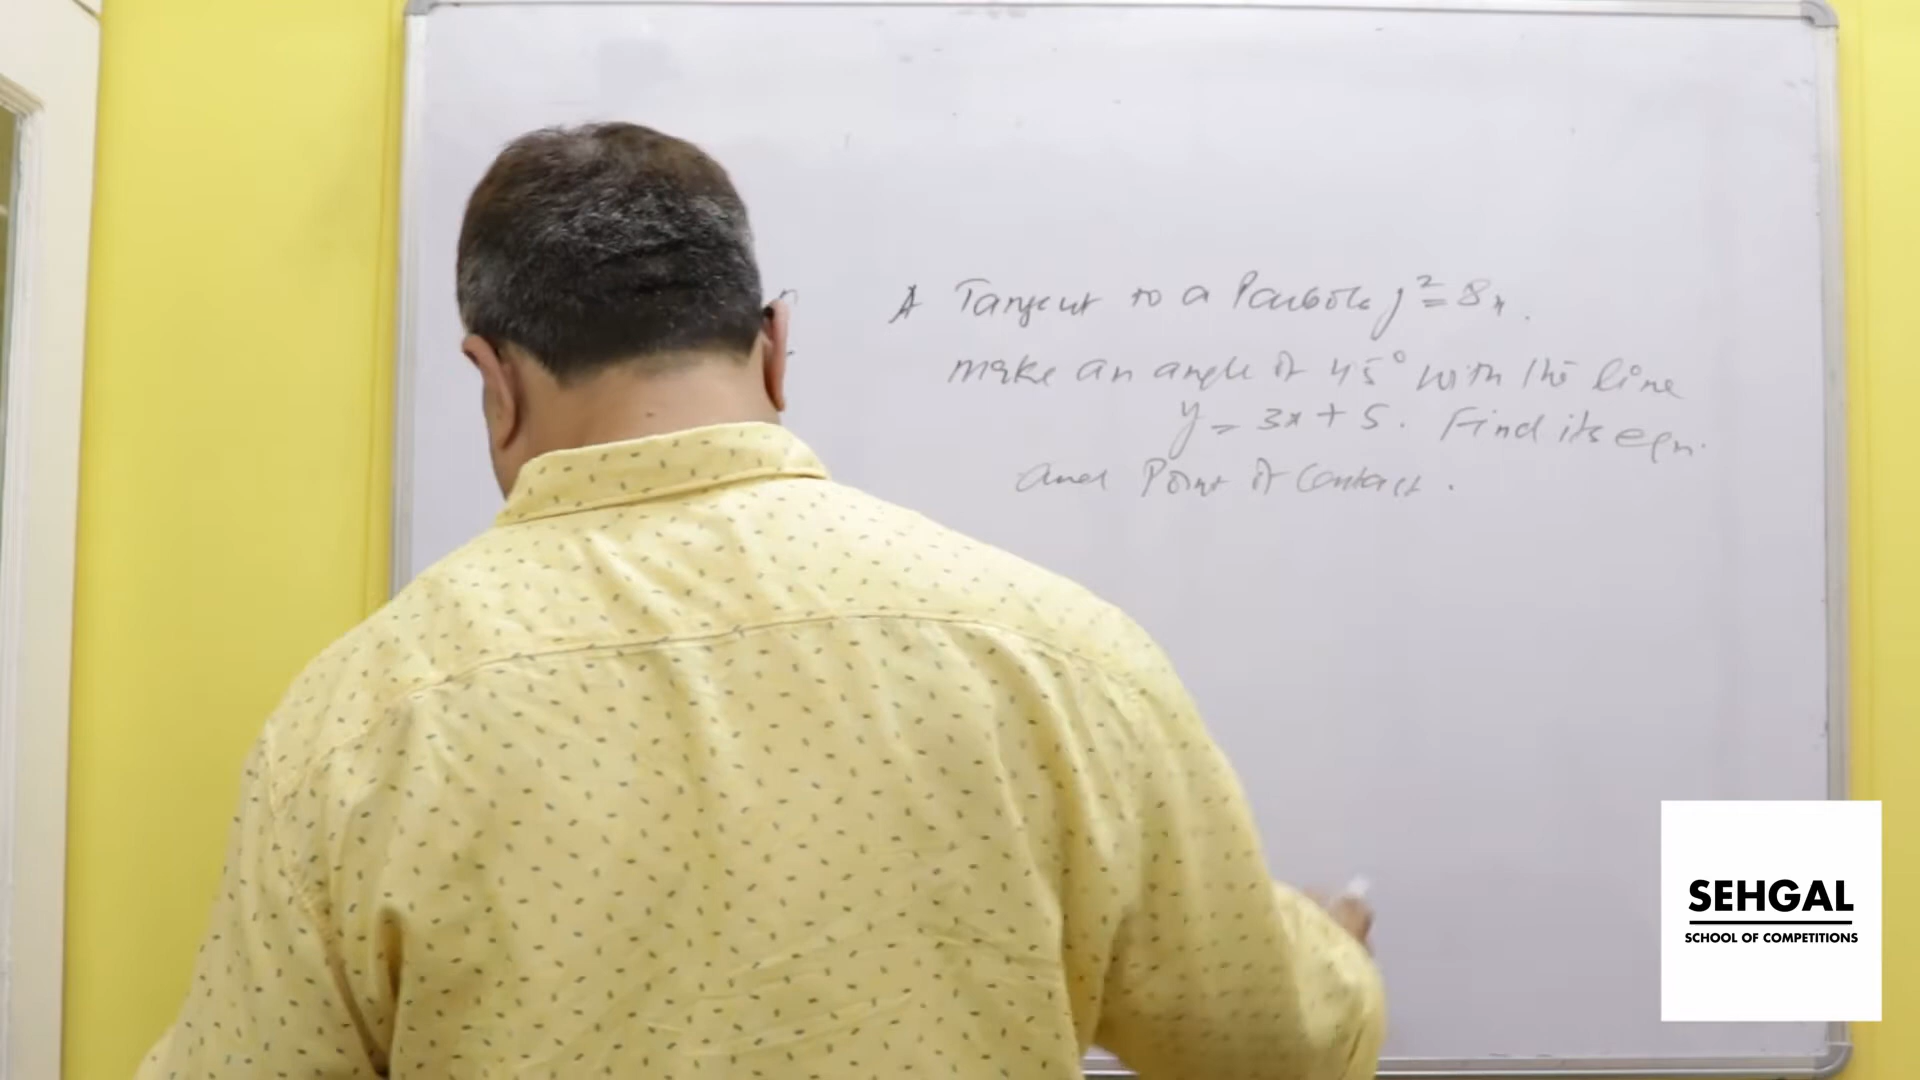 A Tangent to a Parabola y² = 8x.
make an angle of 45° with the line
y = 3x + 5. Find its eqn.
and Point of Contact.
SEHGAL
SCHOOL OF COMPETITIONS